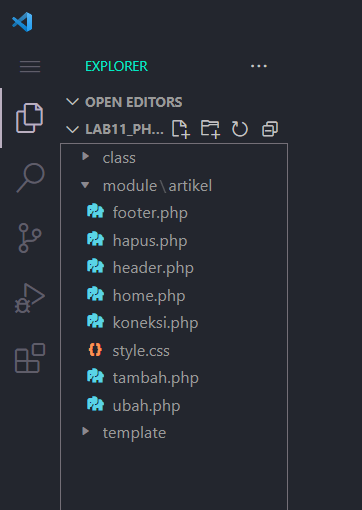 EXPLORER ···
OPEN EDITORS
LAB11_PH...
class
module\artikel
footer.php
hapus.php
header.php
home.php
koneksi.php
style.css
tambah.php
ubah.php
template